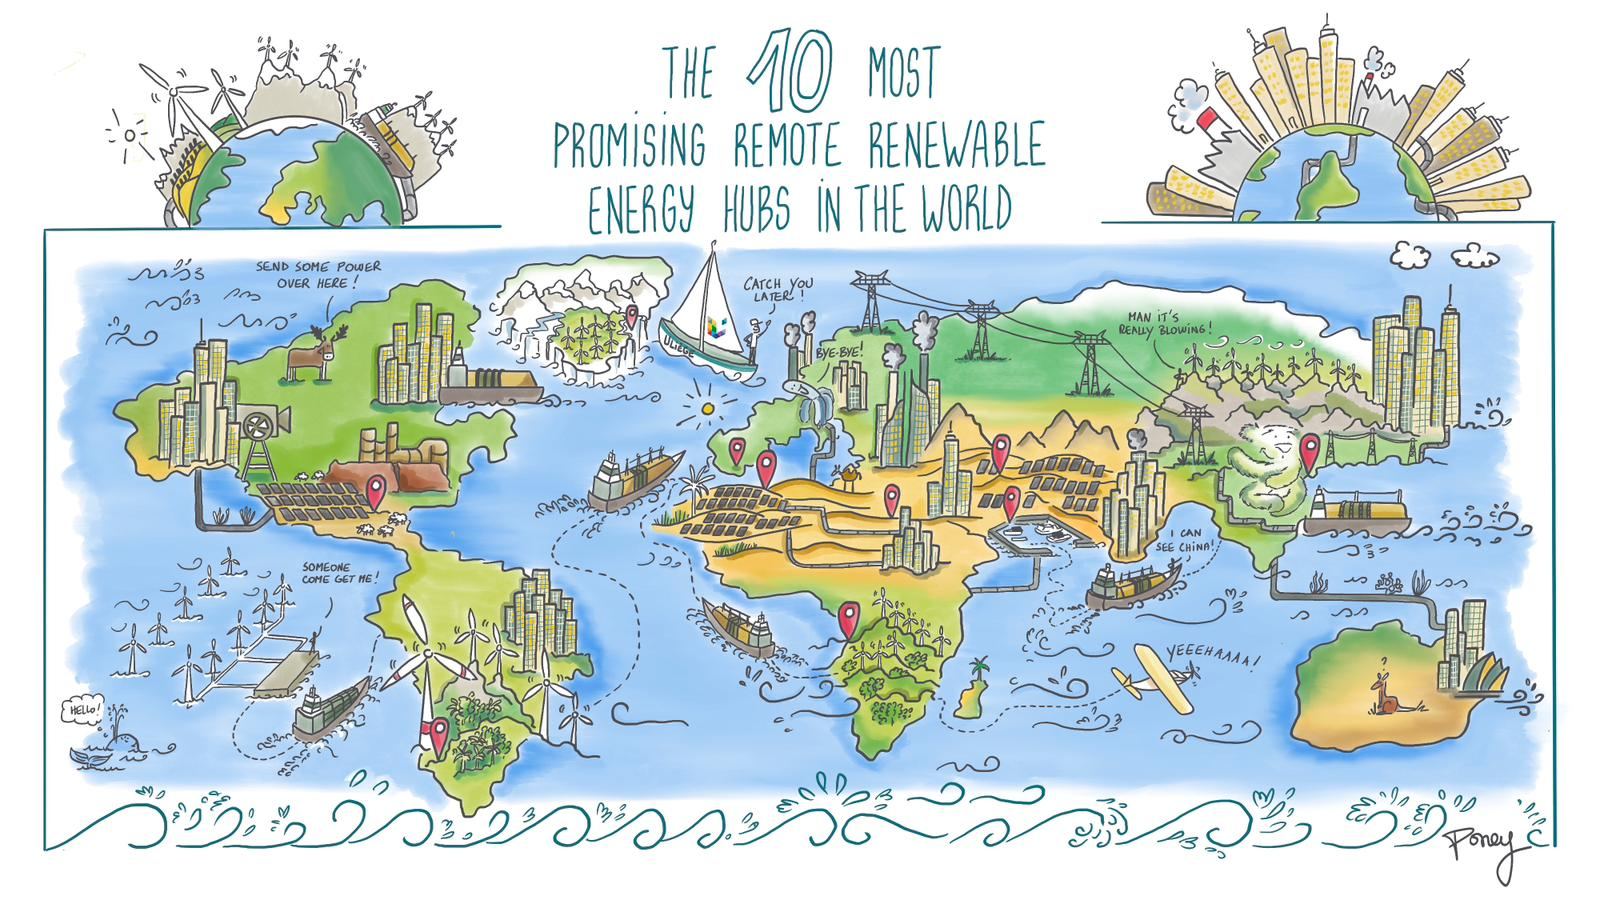 THE 10 MOST
PROMISING REMOTE RENEWABLE
ENERGY HUBS IN THE WORLD
SEND SOME POWER
OVER HERE!
CATCH YOU
LATER!
ULIEGE
BYE-BYE!
MAN IT'S
REALLY BLOWING!
I CAN
SEE CHINA!
SOMEONE
COME GET ME!
YEEEHAAAA!
HELLO!
?
Poney